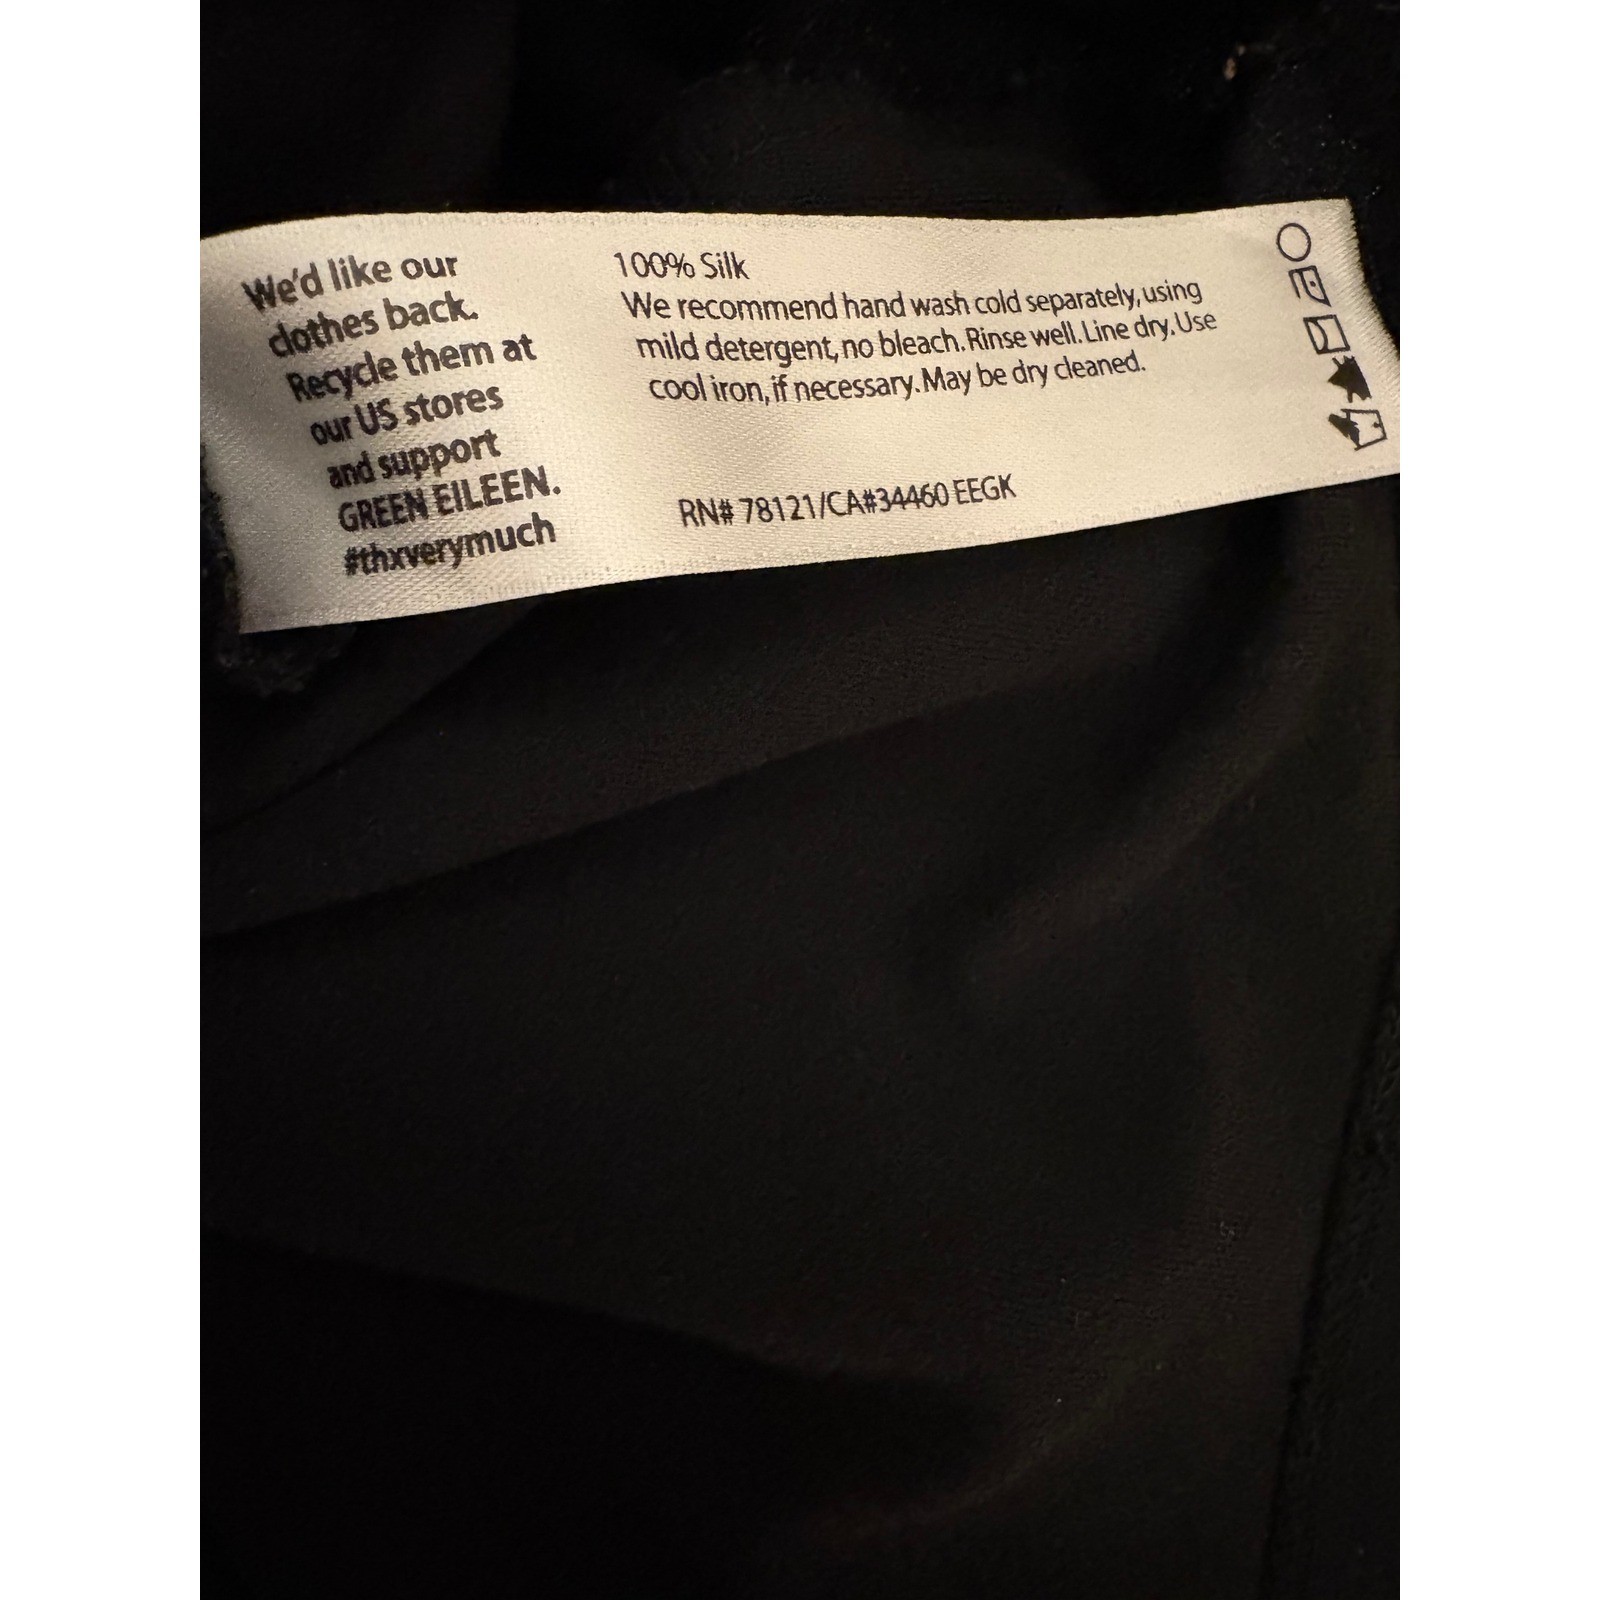 We'd like our
clothes back.
Recycle them at
our US stores
and support
GREEN EILEEN.
#thxverymuch
100% Silk
We recommend hand wash cold separately, using
mild detergent, no bleach. Rinse well. Line dry. Use
cool iron, if necessary. May be dry cleaned.
RN# 78121/CA#34460 EEGK